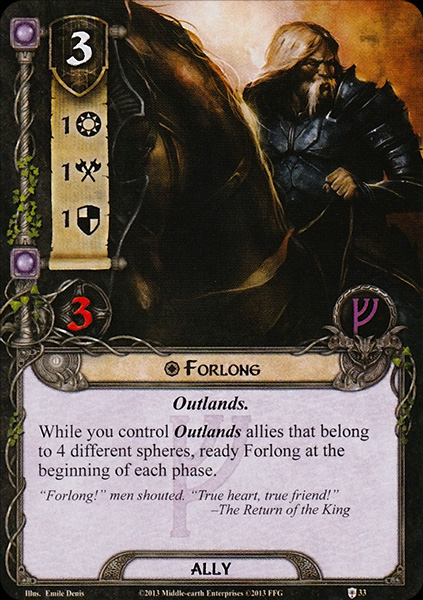 3
1
1
1
3
Forlong
Outlands.
While you control Outlands allies that belong
to 4 different spheres, ready Forlong at the
beginning of each phase.
“Forlong!” men shouted. “True heart, true friend!”
–The Return of the King
ALLY
Illus. Emile Denis ©2013 Middle-earth Enterprises ©2013 FFG 33